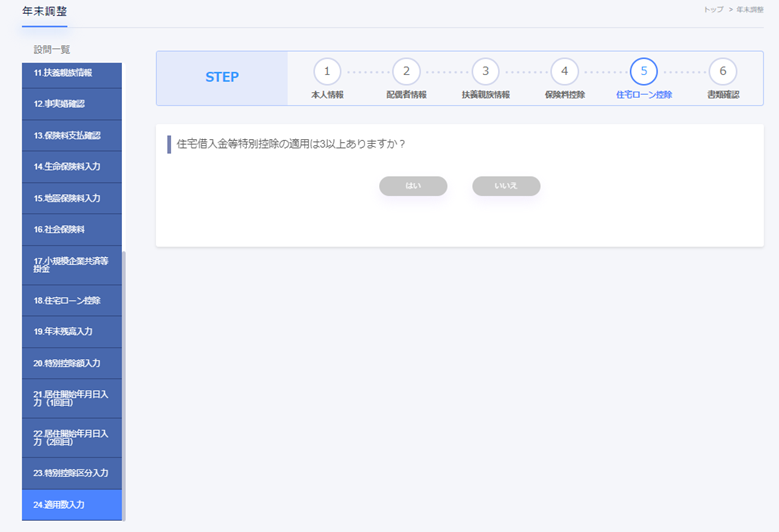 年末調整
トップ > 年末調整
設問一覧
11.扶養親族情報
12.事実婚確認
13.保険料支払確認
14.生命保険料入力
15.地震保険料入力
16.社会保険料
17.小規模企業共済等
掛金
18.住宅ローン控除
19.年末残高入力
20.特別控除額入力
21.居住開始年月日入
力（1回目）
22.居住開始年月日入
力（2回目）
23.特別控除区分入力
24.適用数入力
STEP
1
本人情報
2
配偶者情報
3
扶養親族情報
4
保険料控除
5
住宅ローン控除
6
書類確認
住宅借入金等特別控除の適用は3以上ありますか？
はい
いいえ